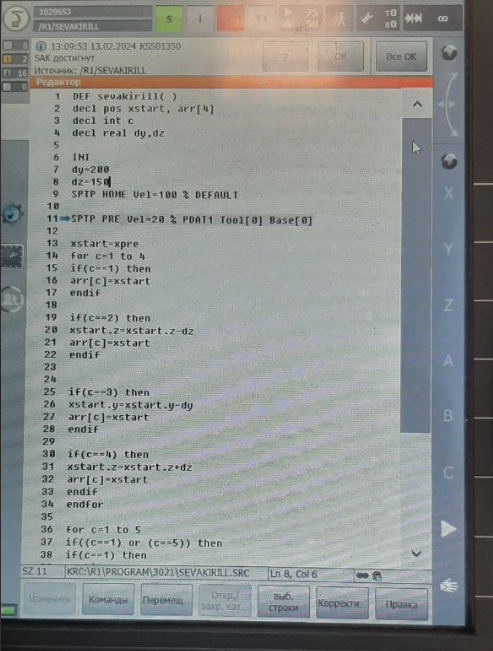 1029653
/R1/SEVAKIRILL
S
I
75
50
T0
B0
∞
0
2
16
0
13:09:53 13.02.2024 KSS01350
SAK достигнут
Источник: /R1/SEVAKIRILL
?
OK
Все OK
Редактор
1 DEF sevakirill( )
2 decl pos xstart, arr[4]
3 decl int c
4 decl real dy,dz
5
6 INI
7 dy=200
8 dz=150
9 SPTP HOME Vel=100 % DEFAULT
10
11 SPTP PRE Vel=20 % PDAT1 Tool[0] Base[0]
12
13 xstart=xpre
14 for c=1 to 4
15 if(c==1) then
16 arr[c]=xstart
17 endif
18
19 if(c==2) then
20 xstart.z=xstart.z-dz
21 arr[c]=xstart
22 endif
23
24
25 if(c==3) then
26 xstart.y=xstart.y-dy
27 arr[c]=xstart
28 endif
29
30 if(c==4) then
31 xstart.z=xstart.z+dz
32 arr[c]=xstart
33 endif
34 endfor
35
36 for c=1 to 5
37 if((c==1) or (c==5)) then
38 if(c==1) then
X
Y
Z
A
B
C
SZ 11
KRC:\R1\PROGRAM\3021\SEVAKIRILL.SRC
Ln 8, Col 6
Изменить
Команды
Перемещ.
Откр./
закр. кат.
выб.
строки
Корректи
Правка